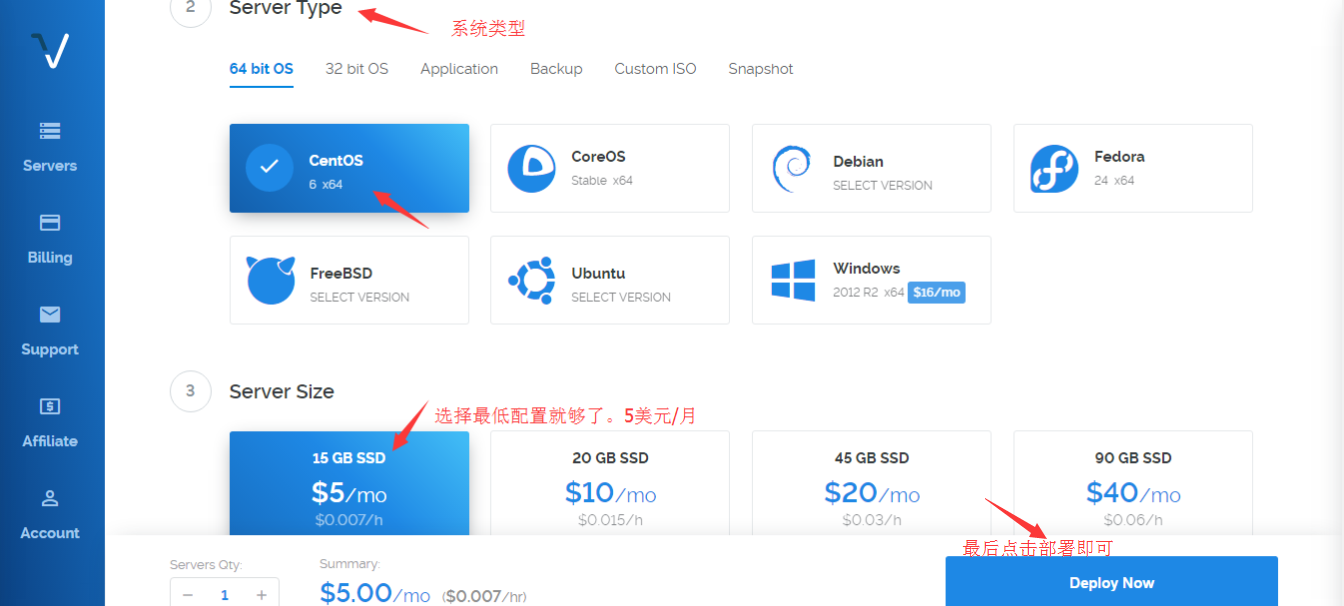 2 Server Type
系统类型
64 bit OS 32 bit OS Application Backup Custom ISO Snapshot
Servers
Billing
Support
Affiliate
Account
CentOS
6 x64
CoreOS
Stable x64
Debian
SELECT VERSION
Fedora
24 x64
FreeBSD
SELECT VERSION
Ubuntu
SELECT VERSION
Windows
2012 R2 x64 $16/mo
3 Server Size
选择最低配置就够了。5美元/月
15 GB SSD
$5/mo
$0.007/h
20 GB SSD
$10/mo
$0.015/h
45 GB SSD
$20/mo
$0.03/h
90 GB SSD
$40/mo
$0.06/h
最后点击部署即可
Servers Qty:
− 1 +
Summary:
$5.00/mo ($0.007/hr)
Deploy Now